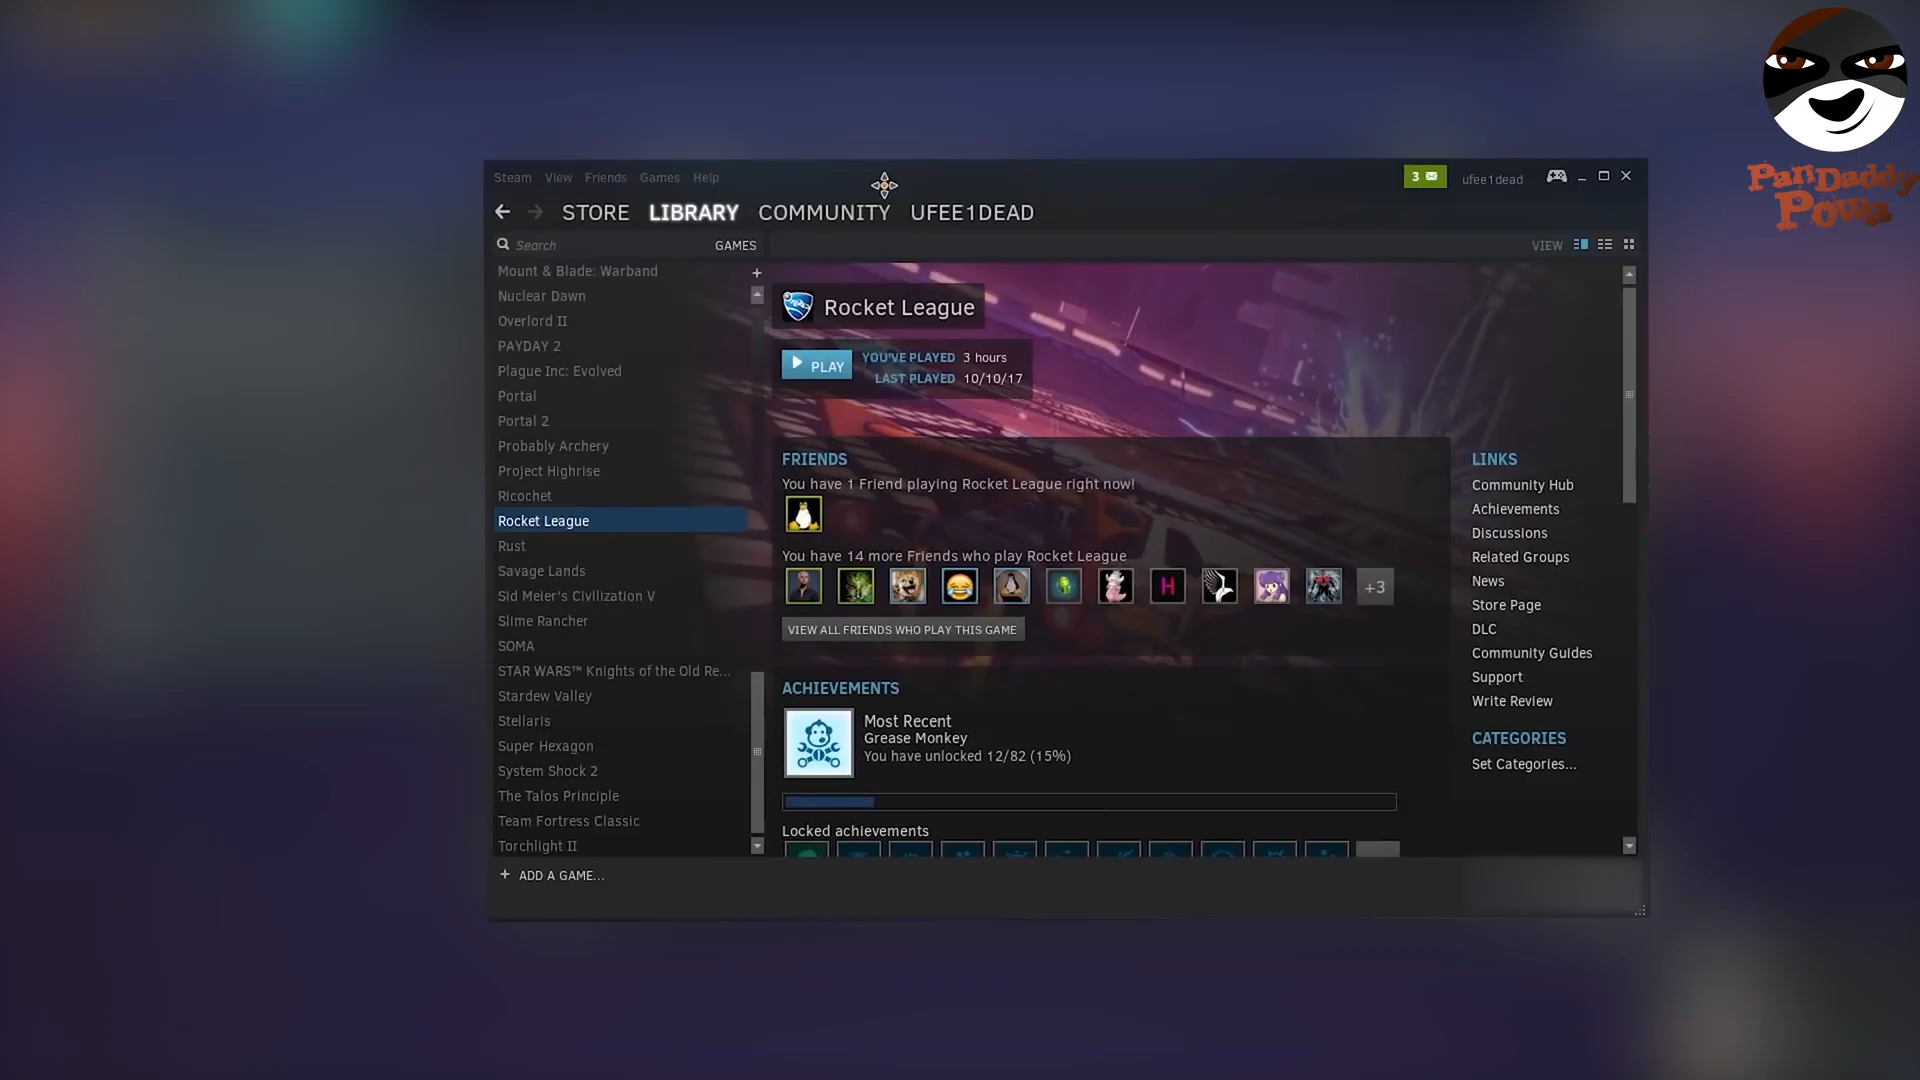 PanDaddy
Powa
Steam View Friends Games Help
3
ufee1dead
STORE LIBRARY COMMUNITY UFEE1DEAD
Search
GAMES
VIEW
Mount & Blade: Warband
Nuclear Dawn
Overlord II
PAYDAY 2
Plague Inc: Evolved
Portal
Portal 2
Probably Archery
Project Highrise
Ricochet
Rocket League
Rust
Savage Lands
Sid Meier's Civilization V
Slime Rancher
SOMA
STAR WARS™ Knights of the Old Re...
Stardew Valley
Stellaris
Super Hexagon
System Shock 2
The Talos Principle
Team Fortress Classic
Torchlight II
+ ADD A GAME...
Rocket League
PLAY
YOU'VE PLAYED 3 hours
LAST PLAYED 10/10/17
FRIENDS
You have 1 Friend playing Rocket League right now!
You have 14 more Friends who play Rocket League
H
+3
VIEW ALL FRIENDS WHO PLAY THIS GAME
ACHIEVEMENTS
Most Recent
Grease Monkey
You have unlocked 12/82 (15%)
Locked achievements
LINKS
Community Hub
Achievements
Discussions
Related Groups
News
Store Page
DLC
Community Guides
Support
Write Review
CATEGORIES
Set Categories...